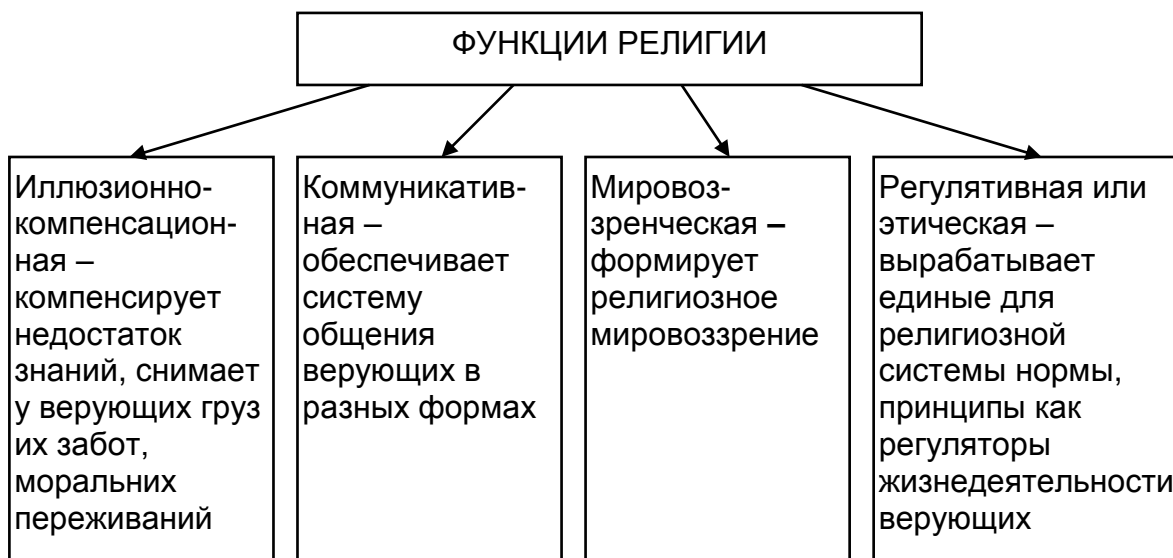 ФУНКЦИИ РЕЛИГИИ
Иллюзионно-
компенсацион-
ная –
компенсирует
недостаток
знаний, снимает
у верующих груз
их забот,
моральних
переживаний
Коммуникатив-
ная –
обеспечивает
систему
общения
верующих в
разных формах
Мировоз-
зренческая –
формирует
религиозное
мировоззрение
Регулятивная или
этическая –
вырабатывает
единые для
религиозной
системы нормы,
принципы как
регуляторы
жизнедеятельности
верующих